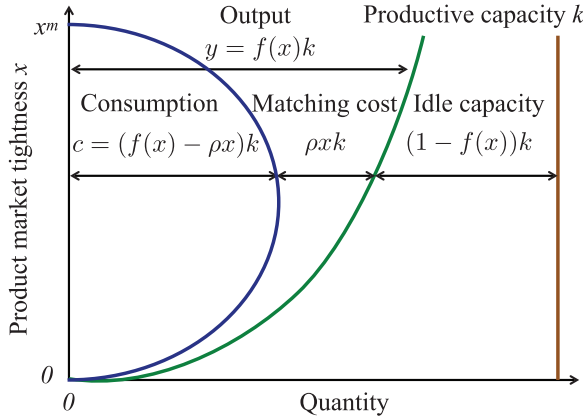 Output
Productive capacity k
x^m
y = f(x)k
Consumption
Matching cost
Idle capacity
c = (f(x) − ρx)k
ρxk
(1 − f(x))k
Product market tightness x
0
0
Quantity